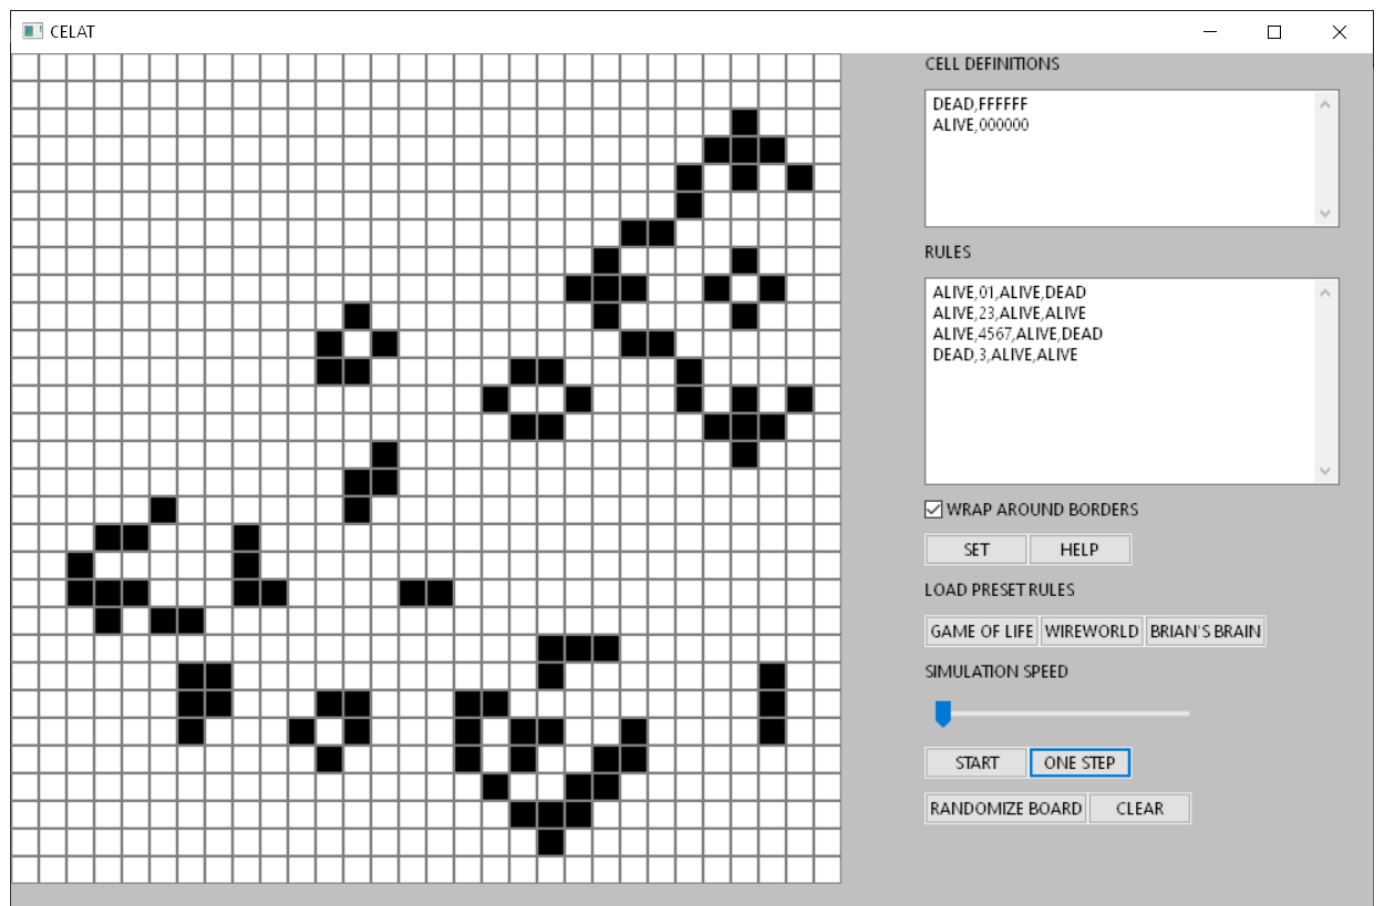 CELAT
CELL DEFINITIONS
DEAD,FFFFFF
ALIVE,000000
RULES
ALIVE,01,ALIVE,DEAD
ALIVE,23,ALIVE,ALIVE
ALIVE,4567,ALIVE,DEAD
DEAD,3,ALIVE,ALIVE
WRAP AROUND BORDERS
SET HELP
LOAD PRESET RULES
GAME OF LIFE WIREWORLD BRIAN'S BRAIN
SIMULATION SPEED
START ONE STEP
RANDOMIZE BOARD CLEAR